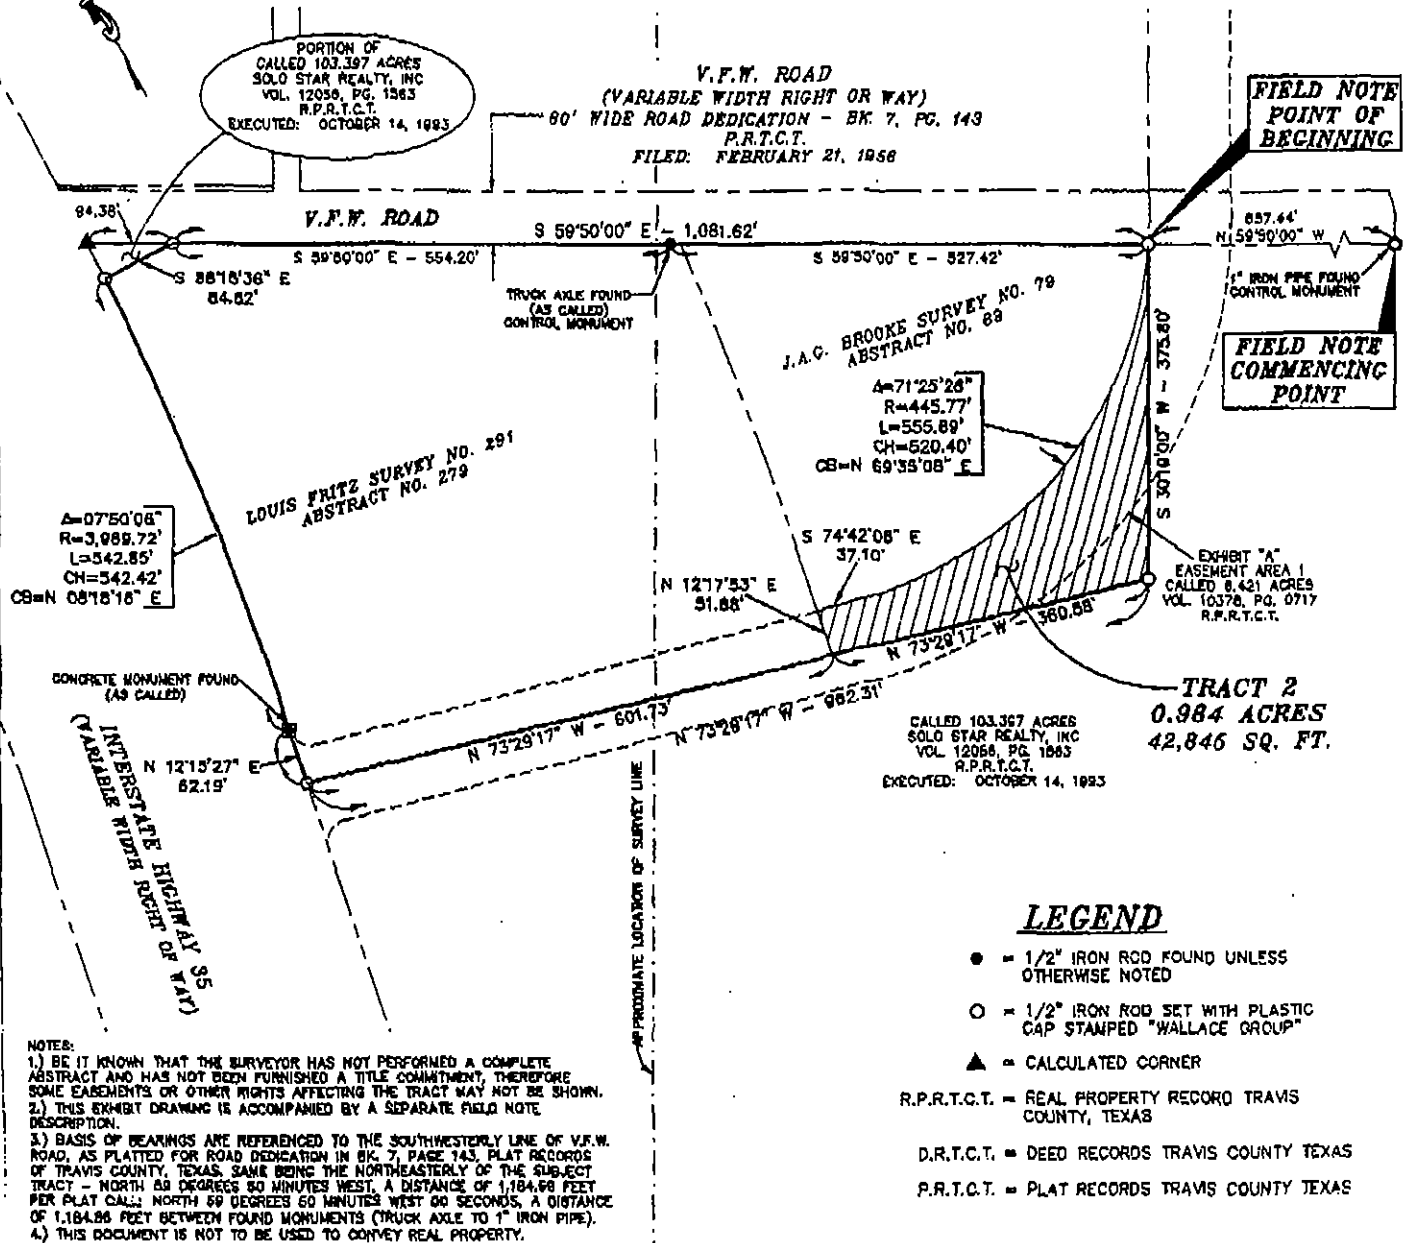 PORTION OF
CALLED 103.397 ACRES
SOLO STAR REALTY, INC
VOL. 12056, PG. 1563
R.P.R.T.C.T.
EXECUTED: OCTOBER 14, 1993
V.F.W. ROAD
(VARIABLE WIDTH RIGHT OR WAY)
60' WIDE ROAD DEDICATION - BK. 7, PG. 143
P.R.T.C.T.
FILED: FEBRUARY 21, 1956
FIELD NOTE
POINT OF
BEGINNING
94.38'
V.F.W. ROAD
S 59°50'00" E - 1,081.62'
657.44'
N 59°50'00" W
S 59°50'00" E - 554.20'
S 59°50'00" E - 527.42'
S 88°18'36" E
84.62'
TRUCK AXLE FOUND
(AS CALLED)
CONTROL MONUMENT
1" IRON PIPE FOUND
CONTROL MONUMENT
FIELD NOTE
COMMENCING
POINT
J.A.G. BROOKE SURVEY NO. 79
ABSTRACT NO. 69
S 30°19'00" W - 375.80'
Δ=71°25'26"
R=445.77'
L=555.69'
CH=520.40'
CB=N 69°35'08" E
LOUIS FRITZ SURVEY NO. 291
ABSTRACT NO. 279
Δ=07°50'06"
R=3,969.72'
L=542.85'
CH=542.42'
CB=N 08°18'16" E
S 74°42'08" E
37.10'
N 12°17'53" E
51.68'
EXHIBIT "A"
EASEMENT AREA 1
CALLED 6.421 ACRES
VOL. 10378, PG. 0717
R.P.R.T.C.T.
N 73°29'17" W - 360.58'
CONCRETE MONUMENT FOUND
(AS CALLED)
TRACT 2
0.984 ACRES
42,846 SQ. FT.
N 73°29'17" W - 601.73'
N 73°29'17" W - 962.31'
CALLED 103.397 ACRES
SOLO STAR REALTY, INC
VOL. 12056, PG. 1563
R.P.R.T.C.T.
EXECUTED: OCTOBER 14, 1993
N 12°15'27" E
62.19'
INTERSTATE HIGHWAY 35
(VARIABLE WIDTH RIGHT OF WAY)
APPROXIMATE LOCATION OF SURVEY LINE
LEGEND
● = 1/2" IRON ROD FOUND UNLESS
OTHERWISE NOTED
○ = 1/2" IRON ROD SET WITH PLASTIC
CAP STAMPED "WALLACE GROUP"
▲ = CALCULATED CORNER
R.P.R.T.C.T. = REAL PROPERTY RECORD TRAVIS
COUNTY, TEXAS
D.R.T.C.T. = DEED RECORDS TRAVIS COUNTY TEXAS
P.R.T.C.T. = PLAT RECORDS TRAVIS COUNTY TEXAS
NOTES:
1.) BE IT KNOWN THAT THE SURVEYOR HAS NOT PERFORMED A COMPLETE
ABSTRACT AND HAS NOT BEEN FURNISHED A TITLE COMMITMENT, THEREFORE
SOME EASEMENTS OR OTHER RIGHTS AFFECTING THE TRACT MAY NOT BE SHOWN.
2.) THIS EXHIBIT DRAWING IS ACCOMPANIED BY A SEPARATE FIELD NOTE
DESCRIPTION.
3.) BASIS OF BEARINGS ARE REFERENCED TO THE SOUTHWESTERLY LINE OF V.F.W.
ROAD, AS PLATTED FOR ROAD DEDICATION IN BK. 7, PAGE 143, PLAT RECORDS
OF TRAVIS COUNTY, TEXAS, SAME BEING THE NORTHEASTERLY OF THE SUBJECT
TRACT - NORTH 59 DEGREES 50 MINUTES WEST, A DISTANCE OF 1,184.98 FEET
PER PLAT CALL; NORTH 59 DEGREES 50 MINUTES WEST 00 SECONDS, A DISTANCE
OF 1,184.86 FEET BETWEEN FOUND MONUMENTS (TRUCK AXLE TO 1" IRON PIPE).
4.) THIS DOCUMENT IS NOT TO BE USED TO CONVEY REAL PROPERTY.